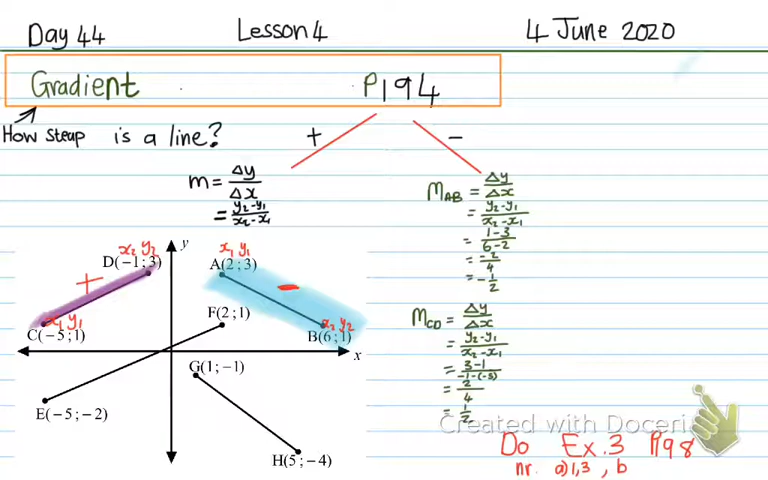 Day 44 Lesson 4 4 June 2020
Gradient P194
How steap is a line? + −
m = Δy/Δx
= y₂-y₁/x₂-x₁
M_AB = Δy/Δx
= y₂-y₁/x₂-x₁
= 1-3/6-2
= -2/4
= -1/2
x₂ y₂
D(−1 ; 3)
+
x₁ y₁
C(−5 ; 1)
y
x₁ y₁
A(2 ; 3)
−
F(2 ; 1)
x₂ y₂
B(6 ; 1)
x
G(1 ; −1)
E(−5 ; −2)
H(5 ; −4)
M_CD = Δy/Δx
= y₂-y₁/x₂-x₁
= 3-1/-1-(-5)
= 2/4
= 1/2
Created with Doceri
Do Ex.3 P198
nr. a) 1,3 , b